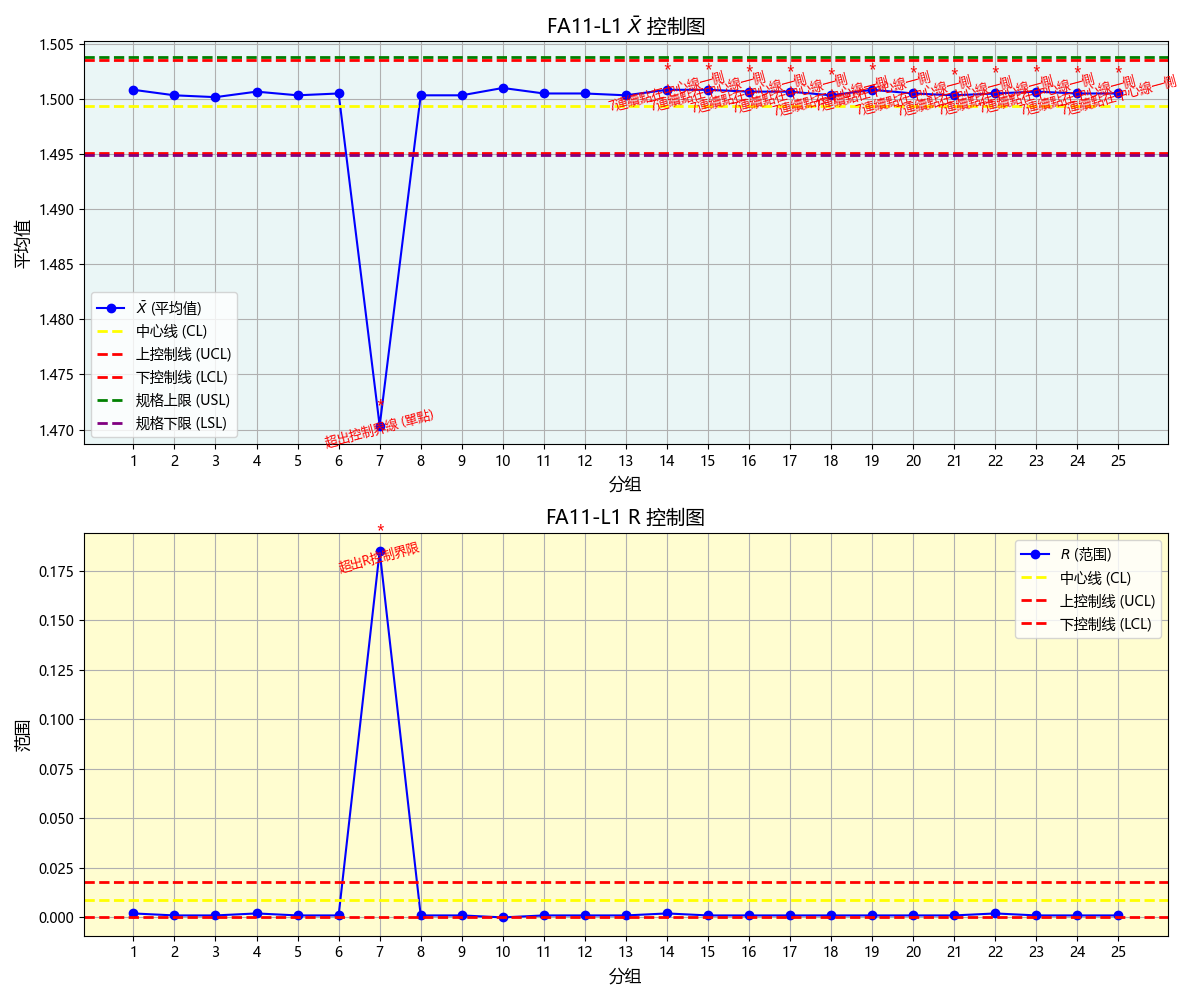 FA11-L1 X̄ 控制图
1.505
1.500
1.495
1.490
1.485
1.480
1.475
1.470
平均值
X̄ (平均值)
中心线 (CL)
上控制线 (UCL)
下控制线 (LCL)
规格上限 (USL)
规格下限 (LSL)
*
超出控制界線 (單點)
* * * * * * * * * * * *
1 2 3 4 5 6 7 8 9 10 11 12 13 14 15 16 17 18 19 20 21 22 23 24 25
分组
FA11-L1 R 控制图
*
超出R控制界限
0.175
0.150
0.125
0.100
0.075
0.050
0.025
0.000
范围
R (范围)
中心线 (CL)
上控制线 (UCL)
下控制线 (LCL)
1 2 3 4 5 6 7 8 9 10 11 12 13 14 15 16 17 18 19 20 21 22 23 24 25
分组